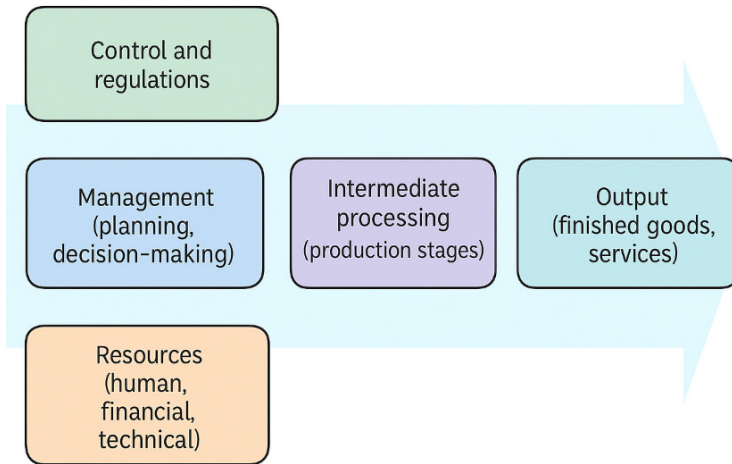 Control and
regulations
Management
(planning,
decision-making)
Intermediate
processing
(production stages)
Output
(finished goods,
services)
Resources
(human,
financial,
technical)